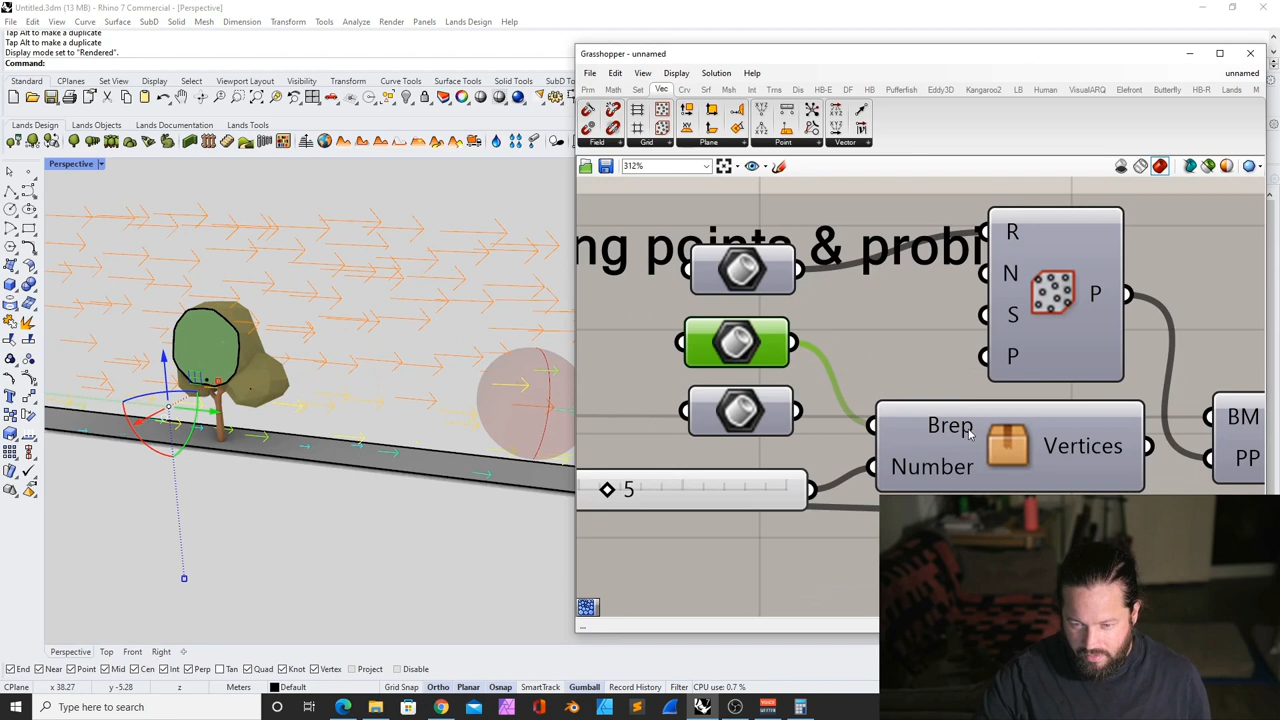 Untitled.3dm (13 MB) - Rhino 7 Commercial - [Perspective]
File Edit View Curve Surface SubD Solid Mesh Dimension Transform Tools Analyze Render Panels Lands Design Help
Tap Alt to make a duplicate
Tap Alt to make a duplicate
Display mode set to "Rendered".
Command:
Standard CPlanes Set View Display Select Viewport Layout Visibility Transform Curve Tools Surface Tools Solid Tools SubD T
Lands Design Lands Objects Lands Documentation Lands Tools
Perspective
Grasshopper - unnamed
File Edit View Display Solution Help
unnamed
Prm Math Set Vec Crv Srf Msh Int Trns Dis HB-E DF HB Pufferfish Eddy3D Kangaroo2 LB Human VisualARQ Elefront Butterfly HB-R Lands M
Field Grid Plane Point Vector
312%
ng points & probi
R
N
S
P
P
Brep
Number
Vertices
BM
PP
5
...
Perspective Top Front Right
End Near Point Mid Cen Int Perp Tan Quad Knot Vertex Project Disable
CPlane x 38.27 y -5.28 z Meters Default Grid Snap Ortho Planar Osnap SmartTrack Gumball Record History Filter CPU use: 0.7 %
Type here to search